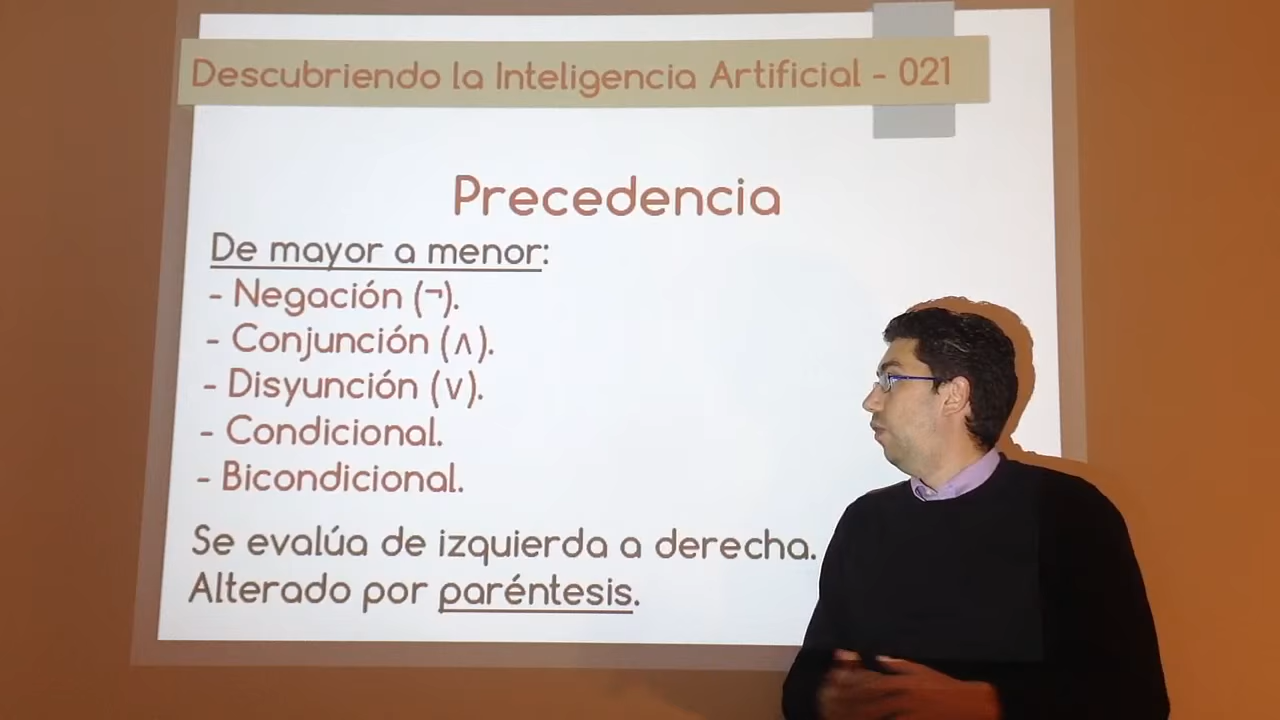 Descubriendo la Inteligencia Artificial - 021
Precedencia
De mayor a menor:
- Negación (¬).
- Conjunción (∧).
- Disyunción (∨).
- Condicional.
- Bicondicional.
Se evalúa de izquierda a derecha.
Alterado por paréntesis.